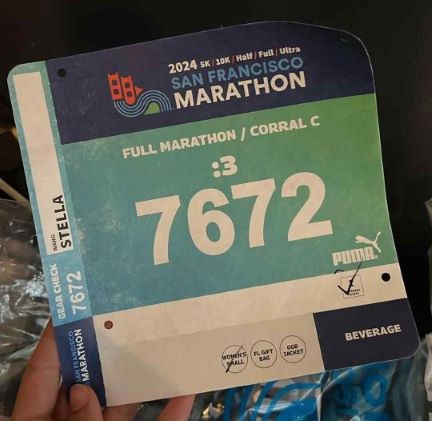 2024 5K / 10K / Half / Full / Ultra
SAN FRANCISCO
MARATHON
FULL MARATHON / CORRAL C
:3
7672
PUMA
BEVERAGE
WOMEN'S
SMALL
FL GIFT
BAG
GGB
JACKET
WANG
STELLA
GEAR CHECK
7672
SAN FRANCISCO
MARATHON